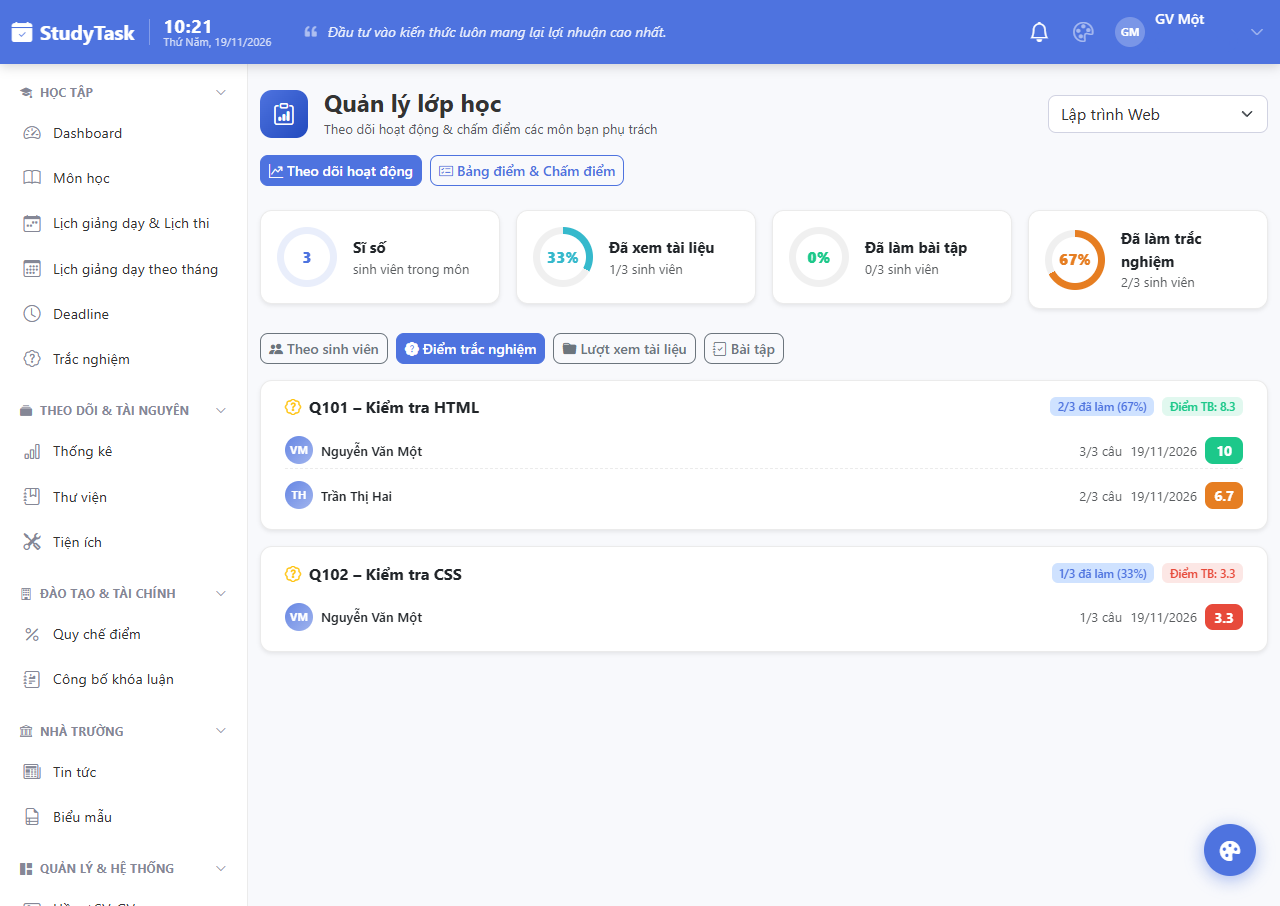 StudyTask
10:21
Thứ Năm, 19/11/2026
Đầu tư vào kiến thức luôn mang lại lợi nhuận cao nhất.
GM
GV Một
HỌC TẬP
Dashboard
Môn học
Lịch giảng dạy & Lịch thi
Lịch giảng dạy theo tháng
Deadline
Trắc nghiệm
THEO DÕI & TÀI NGUYÊN
Thống kê
Thư viện
Tiện ích
ĐÀO TẠO & TÀI CHÍNH
Quy chế điểm
Công bố khóa luận
NHÀ TRƯỜNG
Tin tức
Biểu mẫu
QUẢN LÝ & HỆ THỐNG
Quản lý lớp học
Theo dõi hoạt động & chấm điểm các môn bạn phụ trách
Lập trình Web
Theo dõi hoạt động
Bảng điểm & Chấm điểm
3
Sĩ số
sinh viên trong môn
33%
Đã xem tài liệu
1/3 sinh viên
0%
Đã làm bài tập
0/3 sinh viên
67%
Đã làm trắc
nghiệm
2/3 sinh viên
Theo sinh viên
Điểm trắc nghiệm
Lượt xem tài liệu
Bài tập
Q101 – Kiểm tra HTML
2/3 đã làm (67%)
Điểm TB: 8.3
VM
Nguyễn Văn Một
3/3 câu
19/11/2026
10
TH
Trần Thị Hai
2/3 câu
19/11/2026
6.7
Q102 – Kiểm tra CSS
1/3 đã làm (33%)
Điểm TB: 3.3
VM
Nguyễn Văn Một
1/3 câu
19/11/2026
3.3